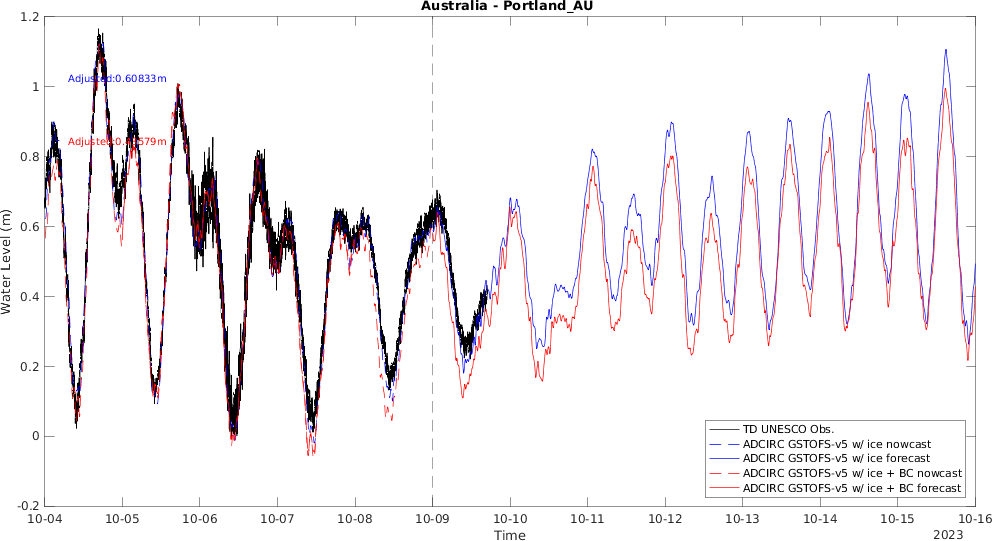 Australia - Portland_AU
1.2
1
0.8
0.6
0.4
0.2
0
-0.2
Water Level (m)
Adjusted:0.60833m
10-04
10-05
10-06
10-07
10-08
10-09
10-10
10-11
10-12
10-13
10-14
10-15
10-16
Time
2023
TD UNESCO Obs.
ADCIRC GSTOFS-v5 w/ ice nowcast
ADCIRC GSTOFS-v5 w/ ice forecast
ADCIRC GSTOFS-v5 w/ ice + BC nowcast
ADCIRC GSTOFS-v5 w/ ice + BC forecast